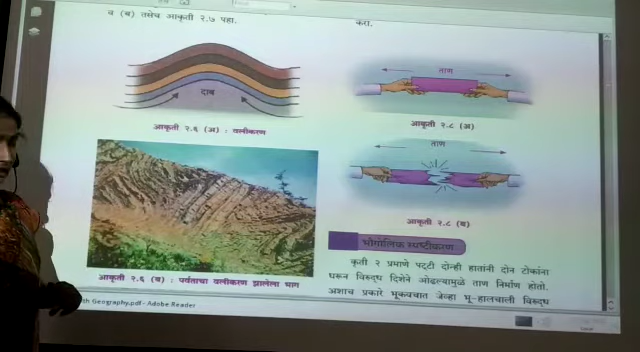 व (ब) तसेच आकृती २.७ पहा.
करा.
दाब
आकृती २.६ (अ) : वलीकरण
ताण
आकृती २.८ (अ)
ताण
आकृती २.८ (ब)
आकृती २.६ (ब) : पर्वताचा वलीकरण झालेला भाग
भौगोलिक स्पष्टीकरण
कृती २ प्रमाणे पट्टी दोन्ही हातांनी दोन टोकांना
धरून विरुद्ध दिशेने ओढल्यामुळे ताण निर्माण होतो.
अशाच प्रकारे भूकवचात जेव्हा भू-हालचाली विरुद्ध
th Geography.pdf - Adobe Reader